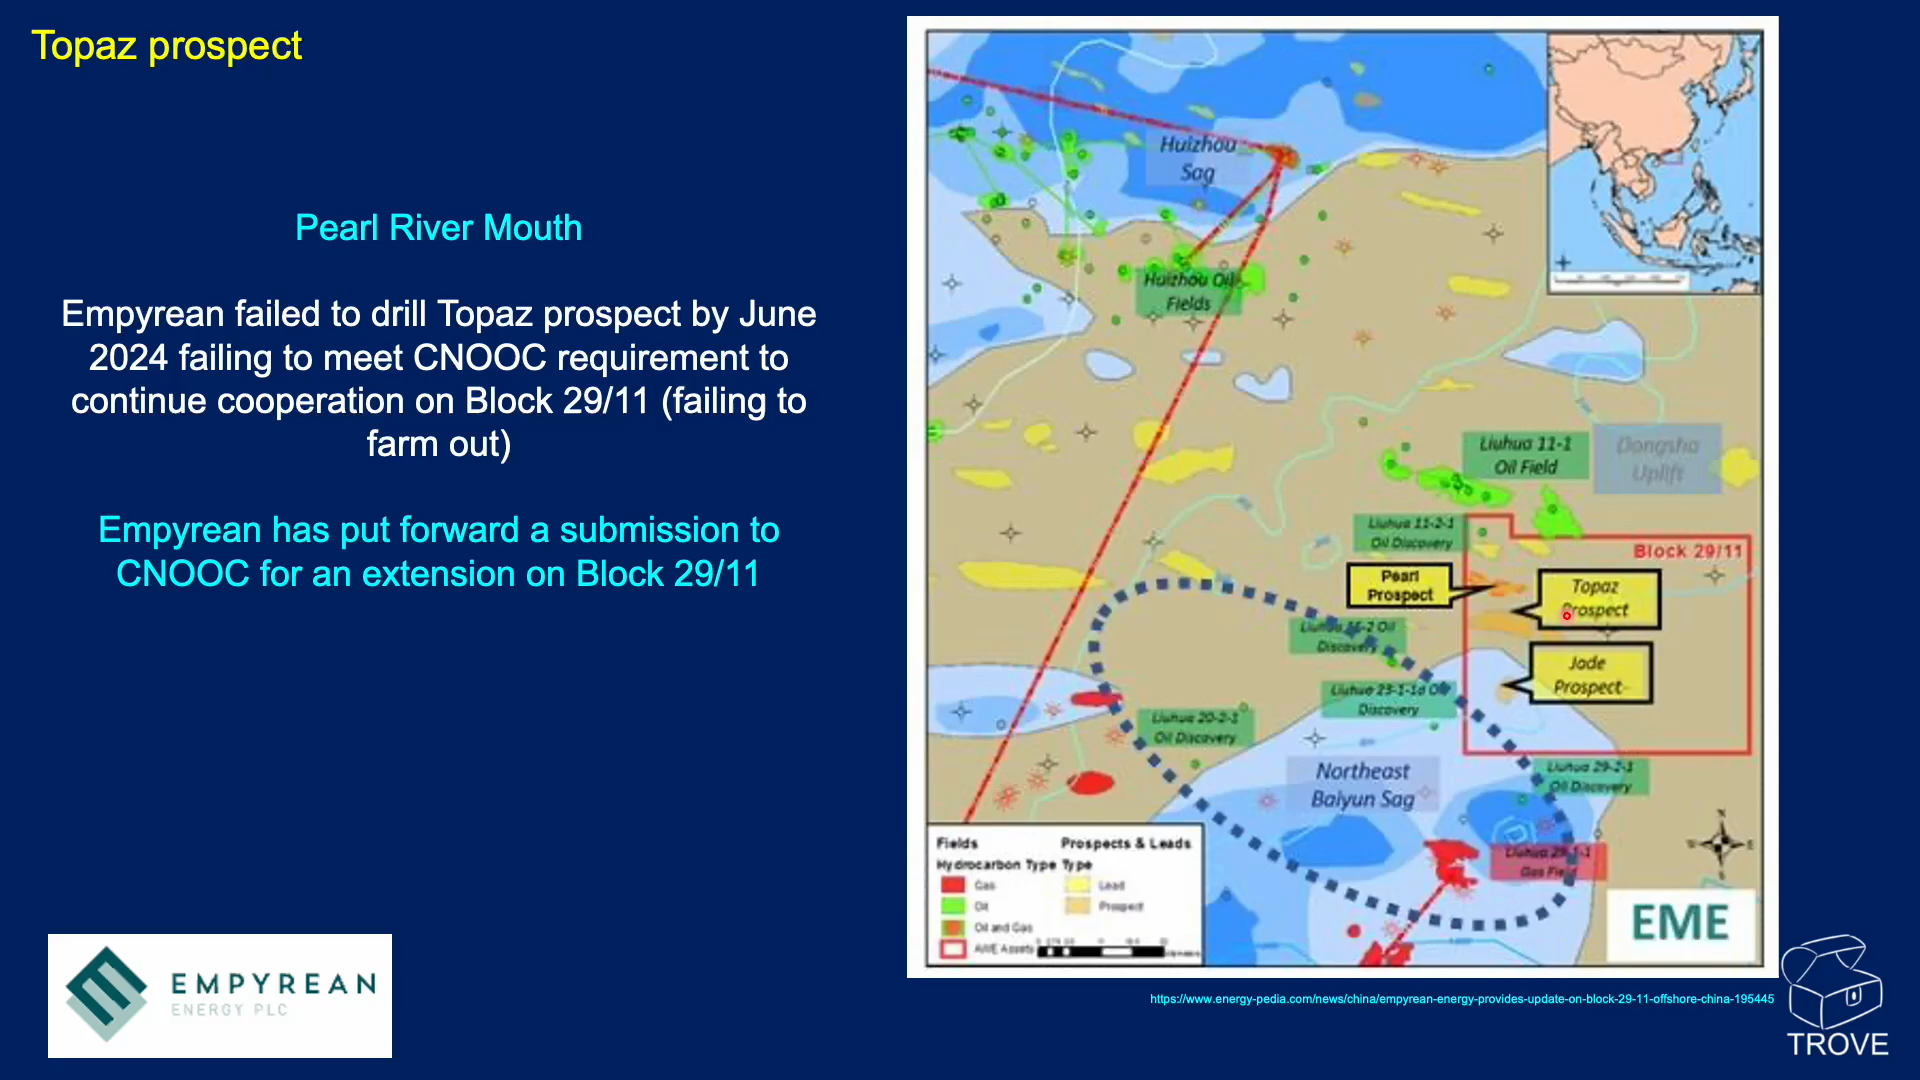 Topaz prospect
Pearl River Mouth
Empyrean failed to drill Topaz prospect by June
2024 failing to meet CNOOC requirement to
continue cooperation on Block 29/11 (failing to
farm out)
Empyrean has put forward a submission to
CNOOC for an extension on Block 29/11
EMPYREAN
ENERGY PLC
Huizhou
Sag
Huizhou Oil
Fields
Liuhua 11-1
Oil Field
Dongsha
Uplift
Liuhua 11-2-1
Oil Discovery
Block 29/11
Pearl
Prospect
Topaz
Prospect
Liuhua 16-2 Oil
Discovery
Jade
Prospect
Liuhua 23-1-1d Oil
Discovery
Liuhua 20-2-1
Oil Discovery
Northeast
Baiyun Sag
Liuhua 29-2-1
Oil Discovery
Liuhua 29-1-1
Gas Field
Fields
Prospects & Leads
Hydrocarbon Type
Type
Gas
Lead
Oil
Prospect
Oil and Gas
AWE Assets
N
EME
https://www.energy-pedia.com/news/china/empyrean-energy-provides-update-on-block-29-11-offshore-china-195445
TROVE